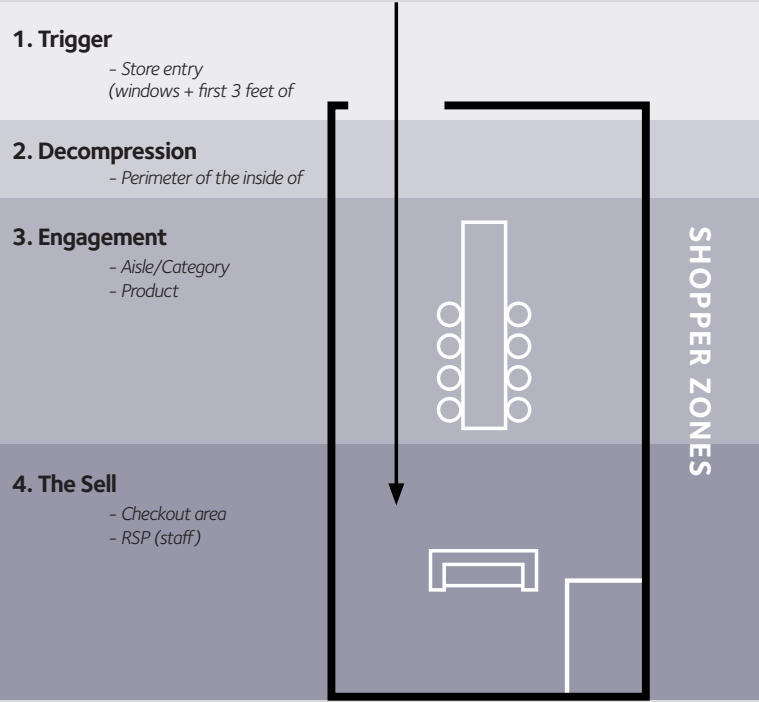 1. Trigger
- Store entry
(windows + first 3 feet of
2. Decompression
- Perimeter of the inside of
3. Engagement
- Aisle/Category
- Product
4. The Sell
- Checkout area
- RSP (staff)
SHOPPER ZONES